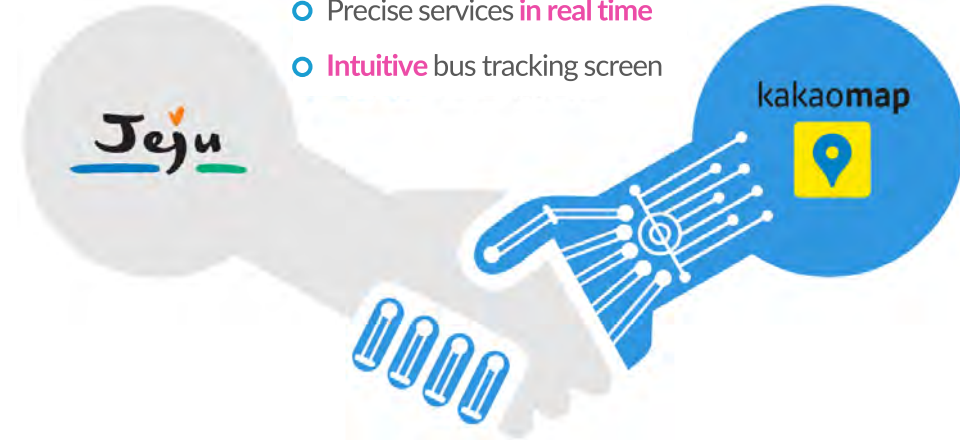 Precise services in real time
Intuitive bus tracking screen
Jeju
kakaomap